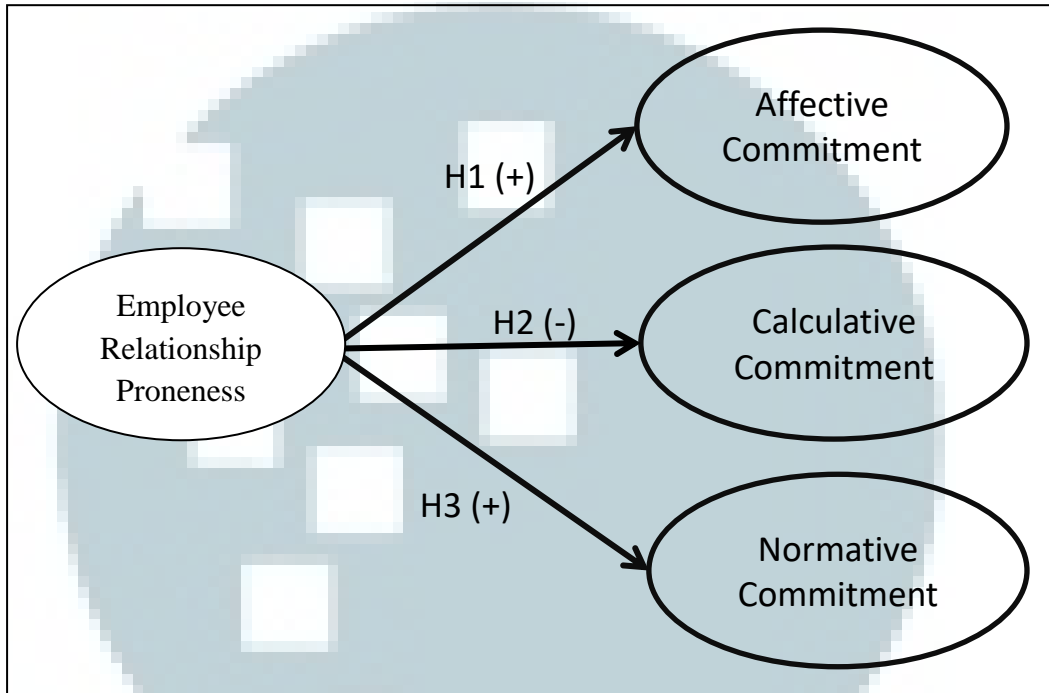 Affective
Commitment
H1 (+)
Employee
Relationship
Proneness
H2 (-)
Calculative
Commitment
H3 (+)
Normative
Commitment